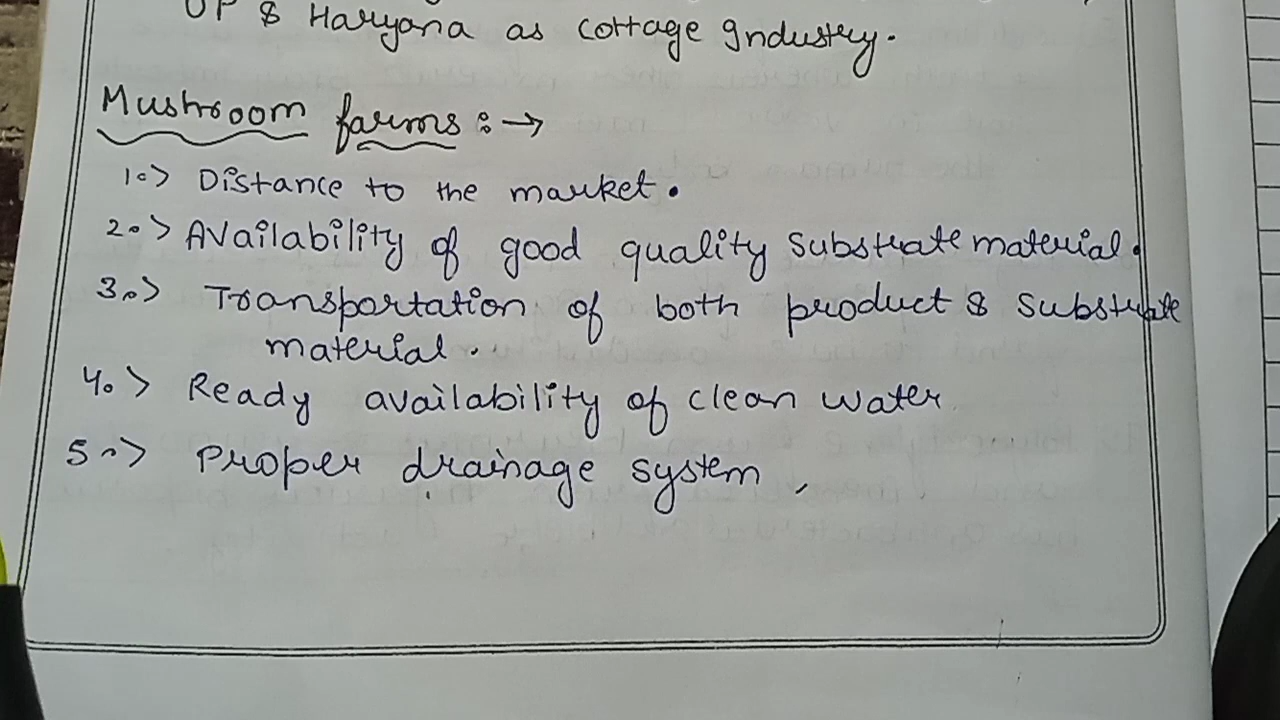 UP & Haryana as cottage Industry.
Mushroom farms :→
1.> Distance to the market.
2.> Availability of good quality substrate material.
3.> Transportation of both product & substrate
material.
4.> Ready availability of clean water
5.> Proper drainage system,